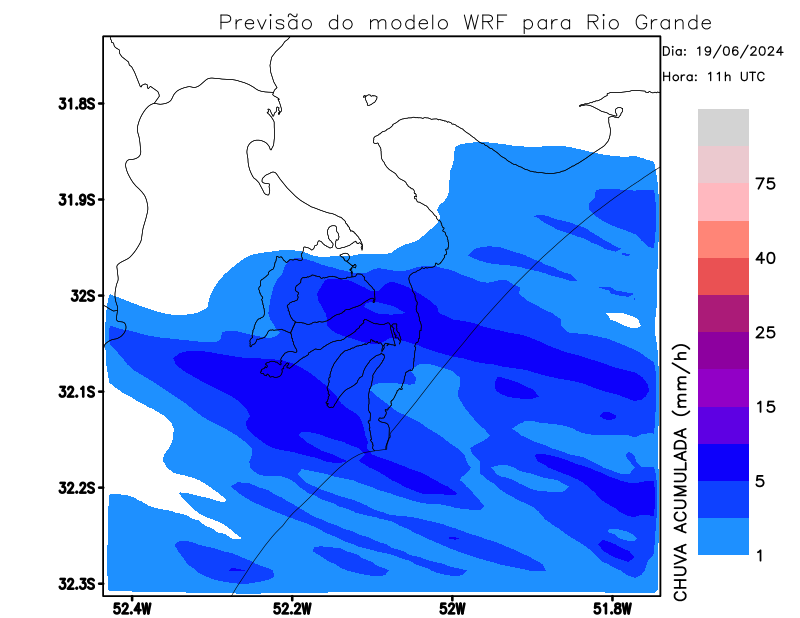 Previsão do modelo WRF para Rio Grande
Dia: 19/06/2024
Hora: 11h UTC
31.8S
31.9S
32S
32.1S
32.2S
32.3S
52.4W
52.2W
52W
51.8W
75
40
25
15
5
1
CHUVA ACUMULADA (mm/h)